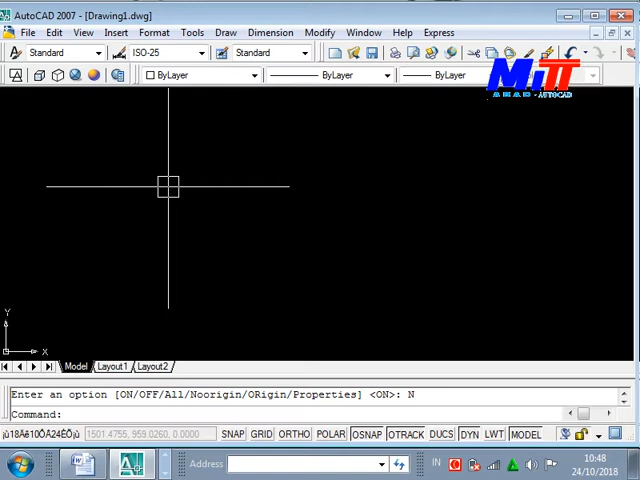 AutoCAD 2007 - [Drawing1.dwg]
File Edit View Insert Format Tools Draw Dimension Modify Window Help Express
Standard ISO-25 Standard
ByLayer ByLayer ByLayer
MiTT
AHAD - AUTOCAD
Y
X
Model Layout1 Layout2
Enter an option [ON/OFF/All/Noorigin/ORigin/Properties] <ON>: N
Command:
1501.4755, 959.0260, 0.0000 SNAP GRID ORTHO POLAR OSNAP OTRACK DUCS DYN LWT MODEL
Address IN 10:48
24/10/2018